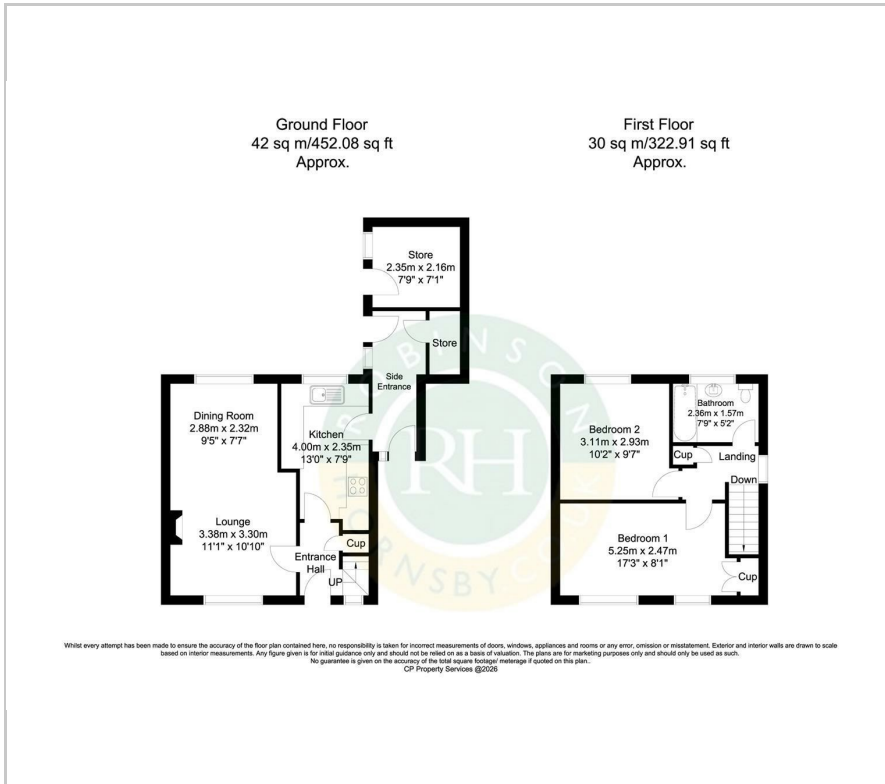 Ground Floor
42 sq m/452.08 sq ft
Approx.
First Floor
30 sq m/322.91 sq ft
Approx.
Store
2.35m x 2.16m
7'9" x 7'1"
Store
Side
Entrance
Dining Room
2.88m x 2.32m
9'5" x 7'7"
Kitchen
4.00m x 2.35m
13'0" x 7'9"
Lounge
3.38m x 3.30m
11'1" x 10'10"
Entrance
Hall
Cup
UP
Bedroom 2
3.11m x 2.93m
10'2" x 9'7"
Bathroom
2.36m x 1.57m
7'9" x 5'2"
Cup
Landing
Down
Bedroom 1
5.25m x 2.47m
17'3" x 8'1"
Cup
ROBINSON
RH
HORNSBY.CO.UK
Whilst every attempt has been made to ensure the accuracy of the floor plan contained here, no responsibility is taken for incorrect measurements of doors, windows, appliances and rooms or any error, omission or misstatement. Exterior and interior walls are drawn to scale
based on interior measurements. Any figure given is for initial guidance only and should not be relied on as a basis of valuation. The plans are for marketing purposes only and should only be used as such.
No guarantee is given on the accuracy of the total square footage/ meterage if quoted on this plan..
CP Property Services @2026